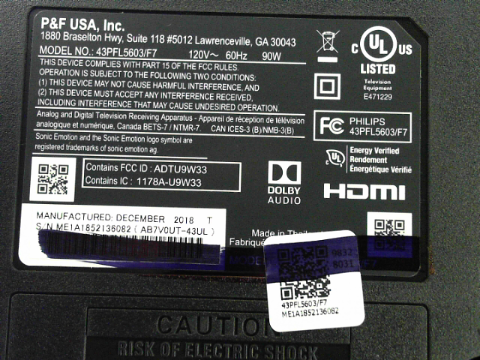 P&F USA, Inc.
1880 Braselton Hwy, Suite 118 #5012 Lawrenceville, GA 30043
MODEL NO.: 43PFL5603/F7 120V~ 60Hz 90W
THIS DEVICE COMPLIES WITH PART 15 OF THE FCC RULES
OPERATION IS SUBJECT TO THE FOLLOWING TWO CONDITIONS:
(1) THIS DEVICE MAY NOT CAUSE HARMFUL INTERFERENCE, AND
(2) THIS DEVICE MUST ACCEPT ANY INTERFERENCE RECEIVED,
INCLUDING INTERFERENCE THAT MAY CAUSE UNDESIRED OPERATION.
Analog and Digital Television Receiving Apparatus - Appareil de réception de télévision
analogique et numérique, Canada BETS-7 / NTMR-7. CAN ICES-3 (B)/NMB-3(B)
Sonic Emotion and the Sonic Emotion logo symbol are
registered trademarks of sonic emotion ag
C UL US
LISTED
Television
Equipment
E471229
FC PHILIPS
43PFL5603/F7
UL Energy Verified
Rendement
Énergétique Vérifié
Contains FCC ID : ADTU9W33
Contains IC : 1178A-U9W33
DOLBY
AUDIO
HDMI
MANUFACTURED: DECEMBER 2018 T
S/N ME1A1852136082 ( AB7V0UT-43UL )
Made in
Fabriqué
43PFL5603/F7
ME1A1852136082
CAUTION
RISK OF ELECTRIC SHOCK